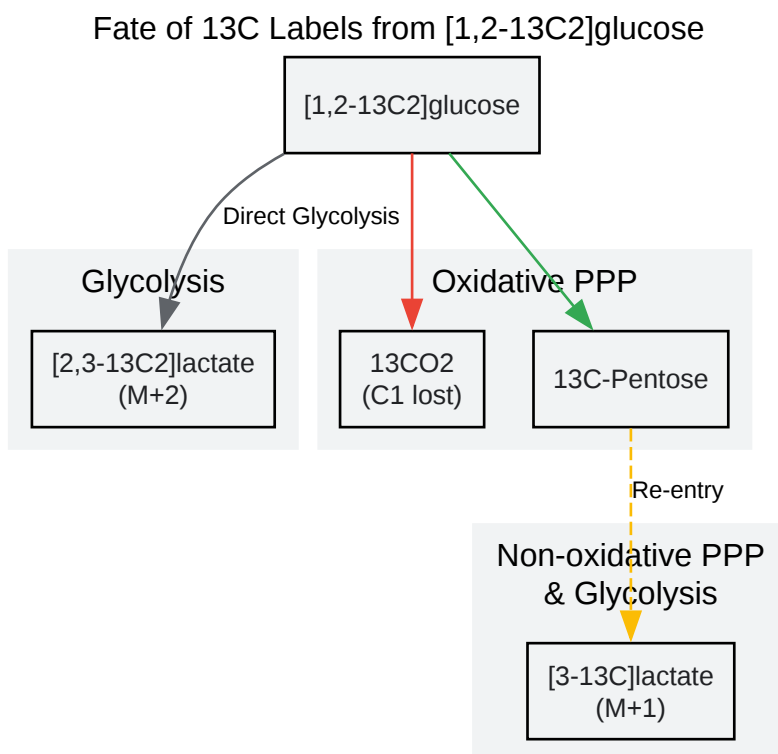 Fate of 13C Labels from [1,2-13C2]glucose
[1,2-13C2]glucose
Direct Glycolysis
Glycolysis
Oxidative PPP
[2,3-13C2]lactate
(M+2)
13CO2
(C1 lost)
13C-Pentose
Re-entry
Non-oxidative PPP
& Glycolysis
[3-13C]lactate
(M+1)